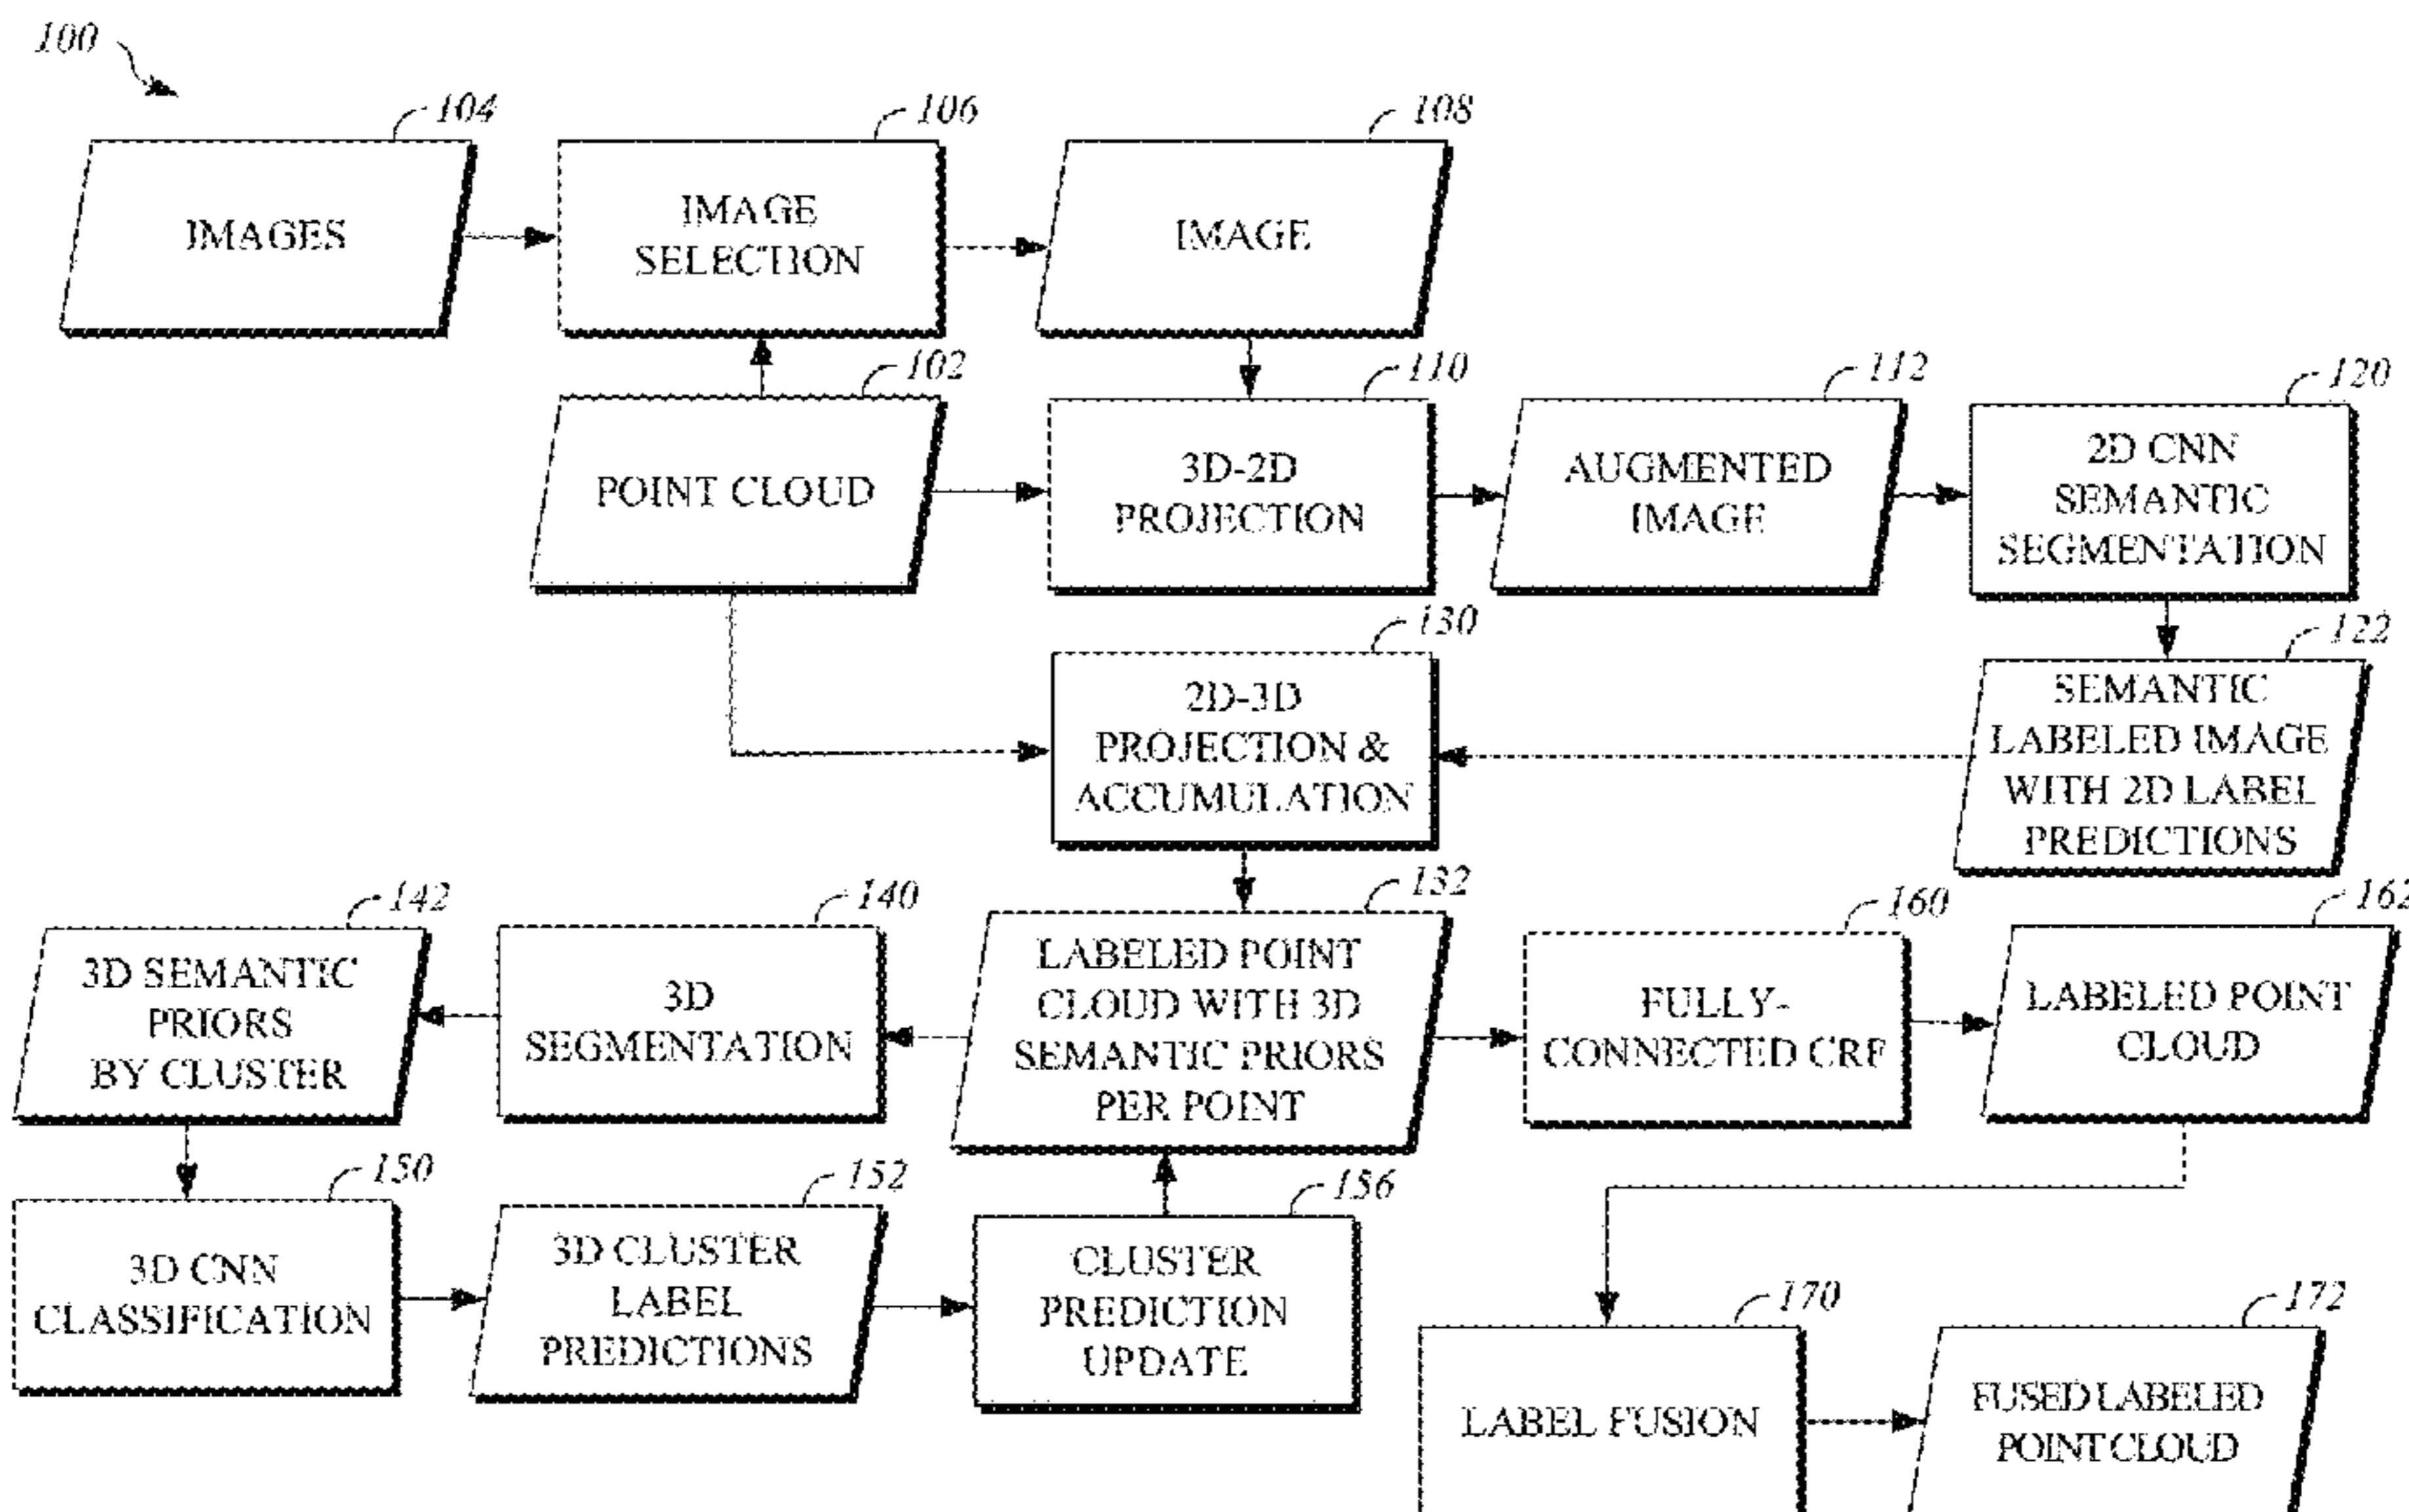 100
104
IMAGES
106
IMAGE
SELECTION
108
IMAGE
102
POINT CLOUD
110
3D-2D
PROJECTION
112
AUGMENTED
IMAGE
120
2D CNN
SEMANTIC
SEGMENTATION
130
2D-3D
PROJECTION &
ACCUMULATION
122
SEMANTIC
LABELED IMAGE
WITH 2D LABEL
PREDICTIONS
142
3D SEMANTIC
PRIORS
BY CLUSTER
140
3D
SEGMENTATION
132
LABELED POINT
CLOUD WITH 3D
SEMANTIC PRIORS
PER POINT
160
FULLY-
CONNECTED CRF
162
LABELED POINT
CLOUD
150
3D CNN
CLASSIFICATION
152
3D CLUSTER
LABEL
PREDICTIONS
156
CLUSTER
PREDICTION
UPDATE
170
LABEL FUSION
172
FUSED LABELED
POINT CLOUD